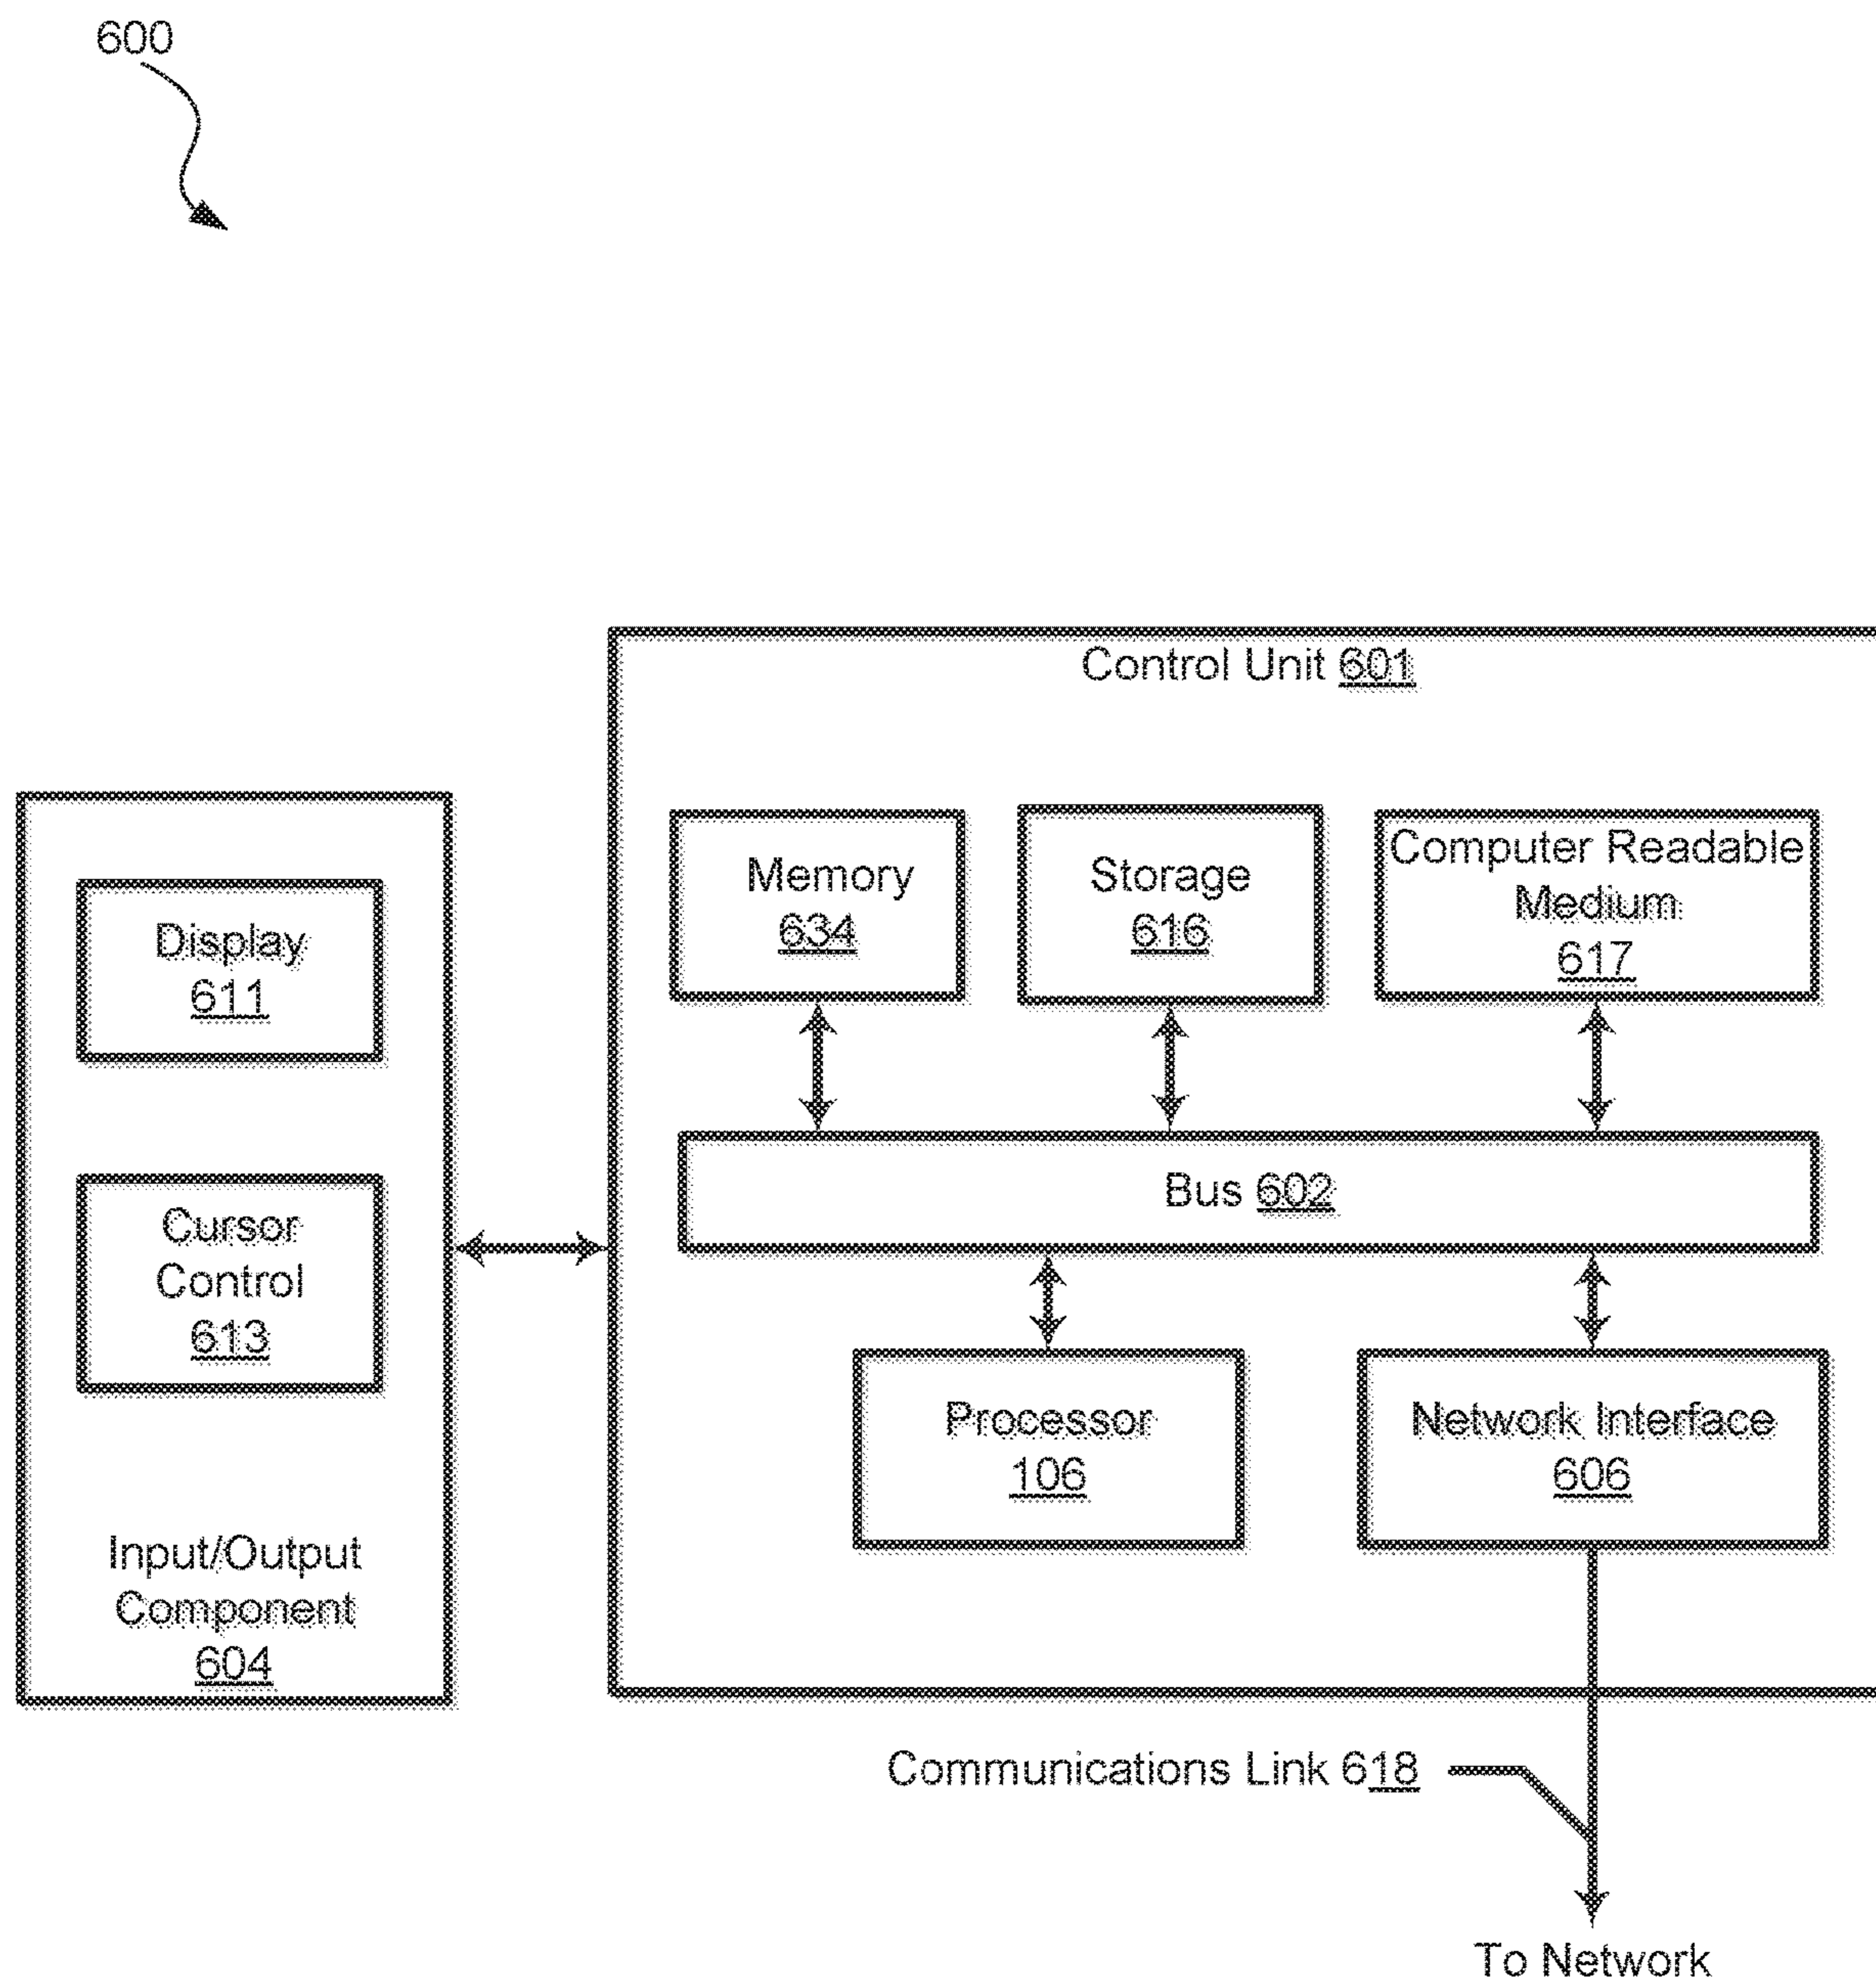 600
Control Unit 601
Memory
634
Storage
616
Computer Readable
Medium
617
Display
611
Bus 602
Cursor
Control
613
Processor
106
Network Interface
606
Input/Output
Component
604
Communications Link 618
To Network